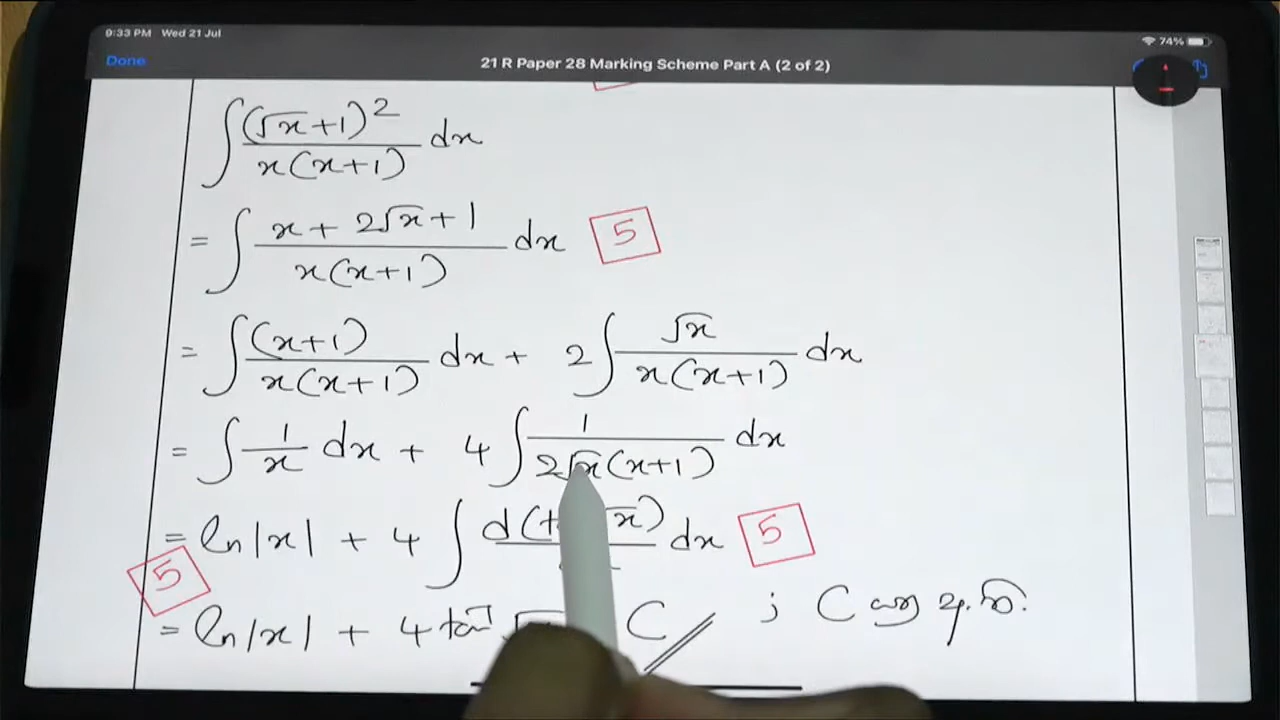 9:33 PM Wed 21 Jul 74%
Done 21 R Paper 28 Marking Scheme Part A (2 of 2)
∫ (√x+1)² / x(x+1) dx
= ∫ x + 2√x + 1 / x(x+1) dx 5
= ∫ (x+1) / x(x+1) dx + 2 ∫ √x / x(x+1) dx
= ∫ 1/x dx + 4 ∫ 1 / 2√x(x+1) dx
= ln|x| + 4 ∫ d( x) dx 5
5
= ln|x| + 4 tan⁻¹ C ; C